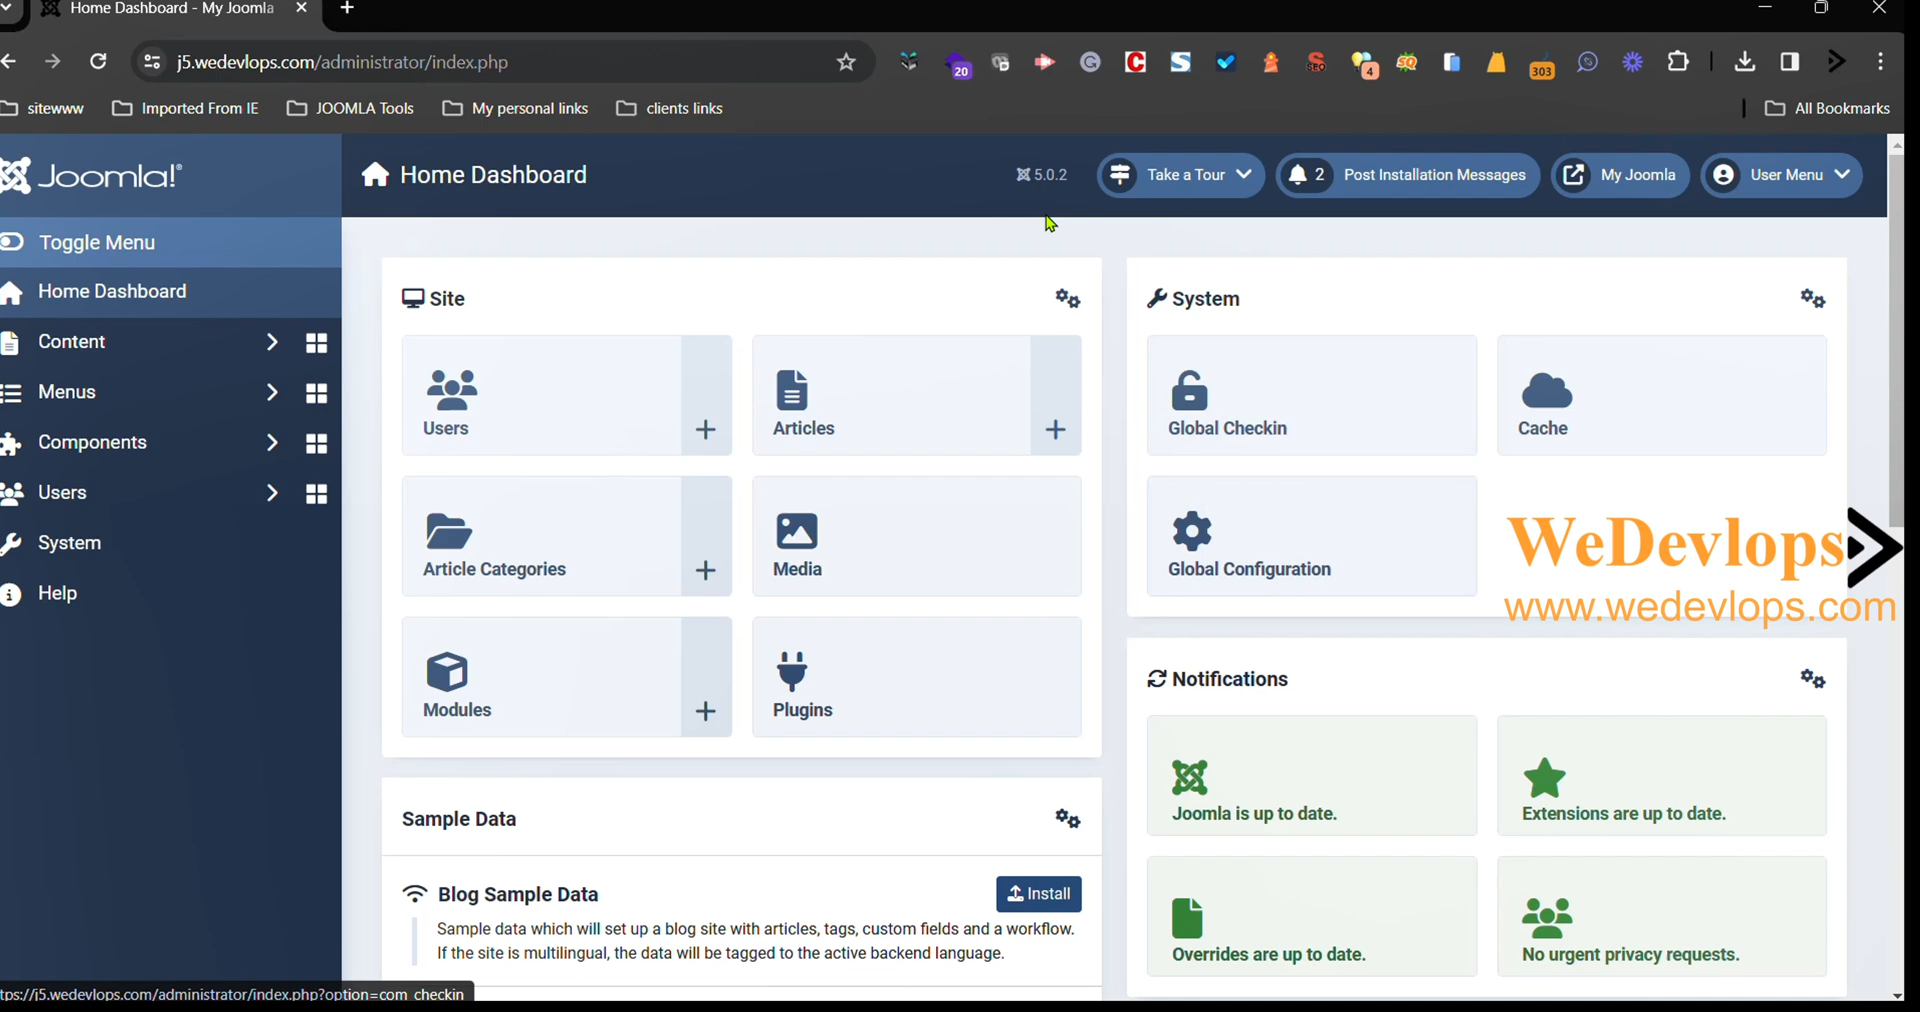 Home Dashboard - My Joomla
j5.wedevlops.com/administrator/index.php
20
4
SEO
SQ
303
sitewww
Imported From IE
JOOMLA Tools
My personal links
clients links
All Bookmarks
Joomla!®
Home Dashboard
5.0.2
Take a Tour
2
Post Installation Messages
My Joomla
User Menu
Toggle Menu
Home Dashboard
Content
Menus
Components
Users
System
Help
Site
Users
Articles
Article Categories
Media
Modules
Plugins
Sample Data
Blog Sample Data
Install
Sample data which will set up a blog site with articles, tags, custom fields and a workflow.
If the site is multilingual, the data will be tagged to the active backend language.
System
Global Checkin
Cache
Global Configuration
WeDevlops
www.wedevlops.com
Notifications
Joomla is up to date.
Extensions are up to date.
Overrides are up to date.
No urgent privacy requests.
tps://j5.wedevlops.com/administrator/index.php?option=com_checkin